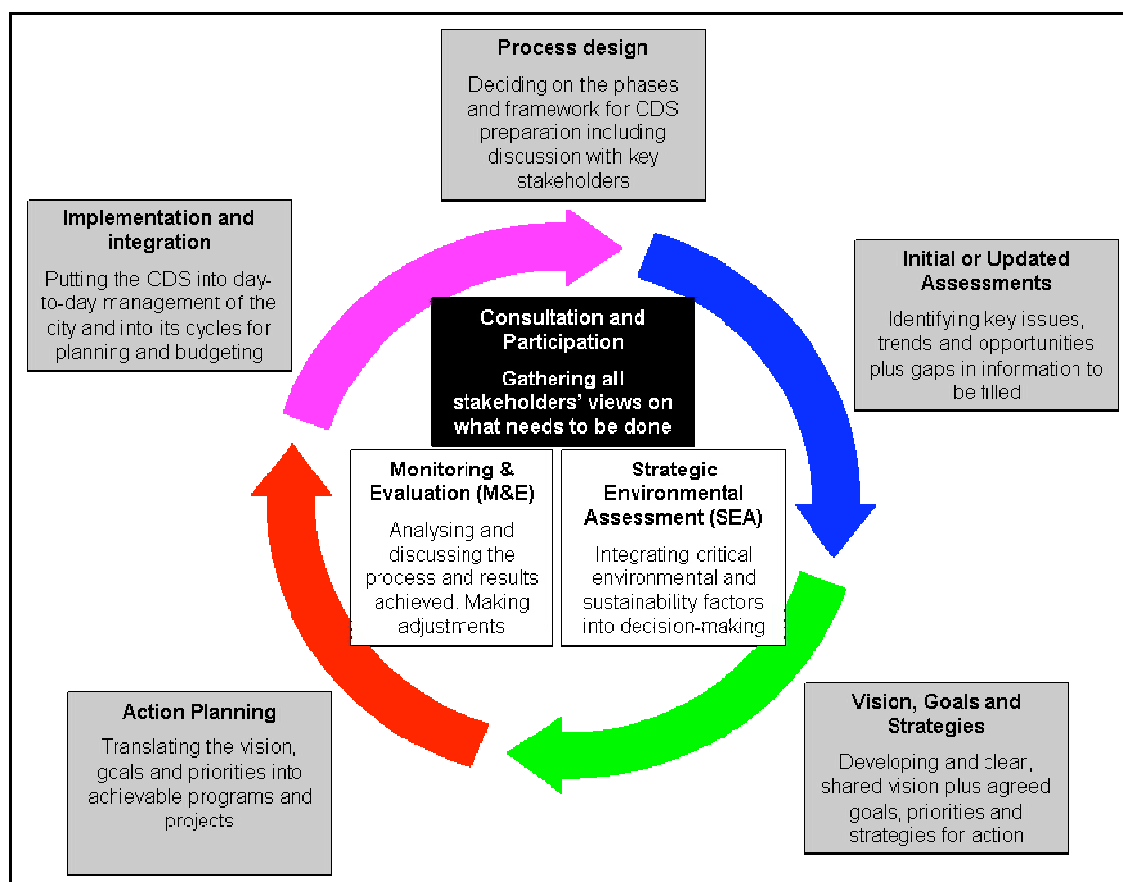 Process design
Deciding on the phases
and framework for CDS
preparation including
discussion with key
stakeholders
Implementation and
integration
Putting the CDS into day-
to-day management of the
city and into its cycles for
planning and budgeting
Initial or Updated
Assessments
Identifying key issues,
trends and opportunities
plus gaps in information to
be filled
Consultation and
Participation
Gathering all
stakeholders' views on
what needs to be done
Monitoring &
Evaluation (M&E)
Analysing and
discussing the
process and results
achieved. Making
adjustments
Strategic
Environmental
Assessment (SEA)
Integrating critical
environmental and
sustainability factors
into decision-making
Action Planning
Translating the vision,
goals and priorities into
achievable programs and
projects
Vision, Goals and
Strategies
Developing and clear,
shared vision plus agreed
goals, priorities and
strategies for action